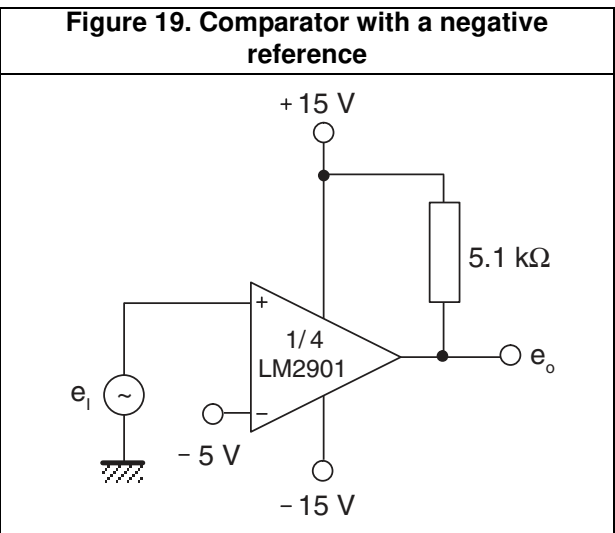 Figure 19. Comparator with a negative
reference
+ 15 V
5.1 kΩ
+
1/4
LM2901
eₒ
eI
~
–
– 5 V
– 15 V